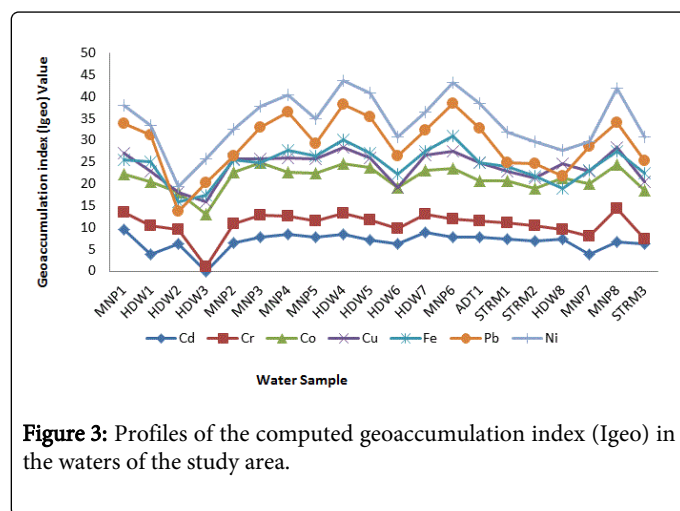 Geoaccumulation index (Igeo) Value
50
45
40
35
30
25
20
15
10
5
0
MNP1
HDW1
HDW2
HDW3
MNP2
MNP3
MNP4
MNP5
HDW4
HDW5
HDW6
HDW7
MNP6
ADT1
STRM1
STRM2
HDW8
MNP7
MNP8
STRM3
Cd Cr Co Cu Fe Pb Ni
Water Sample
Figure 3: Profiles of the computed geoaccumulation index (Igeo) in
the waters of the study area.